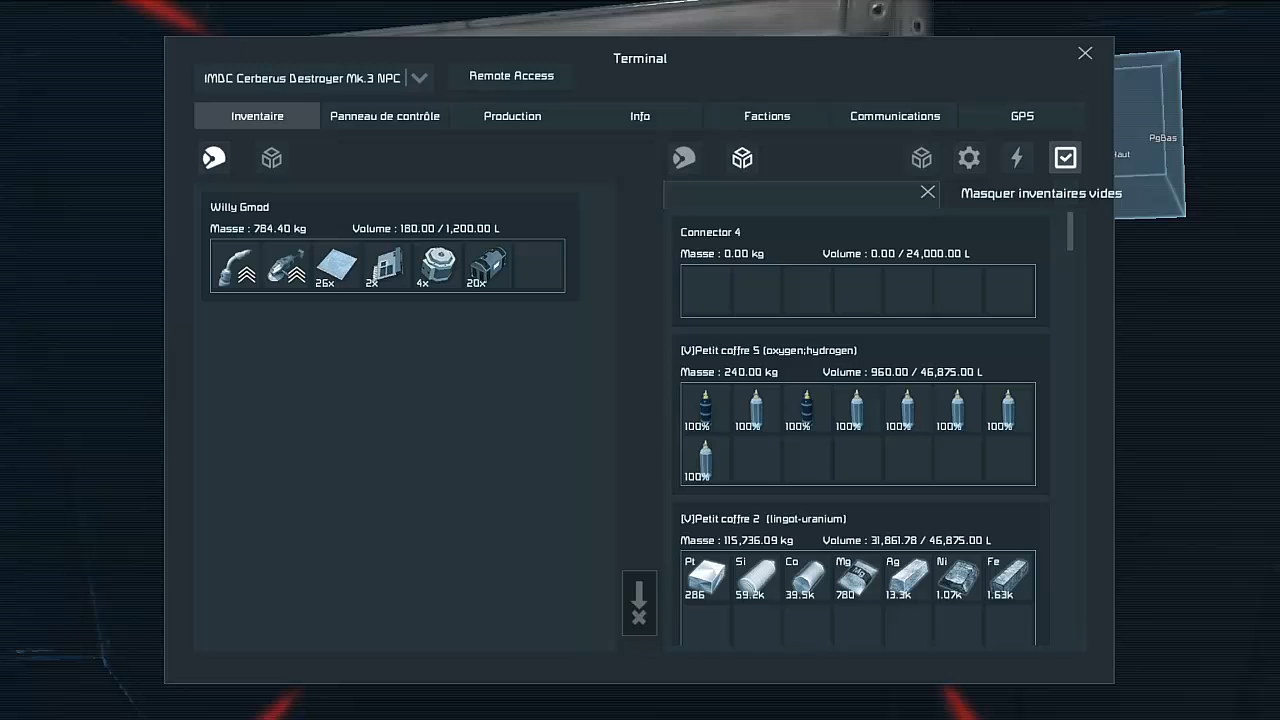 Terminal
IMDC Cerberus Destroyer Mk.3 NPC
Remote Access
Inventaire
Panneau de contrôle
Production
Info
Factions
Communications
GPS
PgBas
Haut
Masquer inventaires vides
Willy Gmod
Masse : 784.40 kg Volume : 180.00 / 1,200.00 L
26x 2x 4x 20x
Connector 4
Masse : 0.00 kg Volume : 0.00 / 24,000.00 L
[V]Petit coffre 5 (oxygen;hydrogen)
Masse : 240.00 kg Volume : 960.00 / 46,875.00 L
100% 100% 100% 100% 100% 100% 100%
100%
[V]Petit coffre 2 (lingot-uranium)
Masse : 115,736.09 kg Volume : 31,861.78 / 46,875.00 L
Pt Si Co Mg Ag Ni Fe
Mg
286 59.2k 39.5k 780 13.3k 1.07k 1.63k